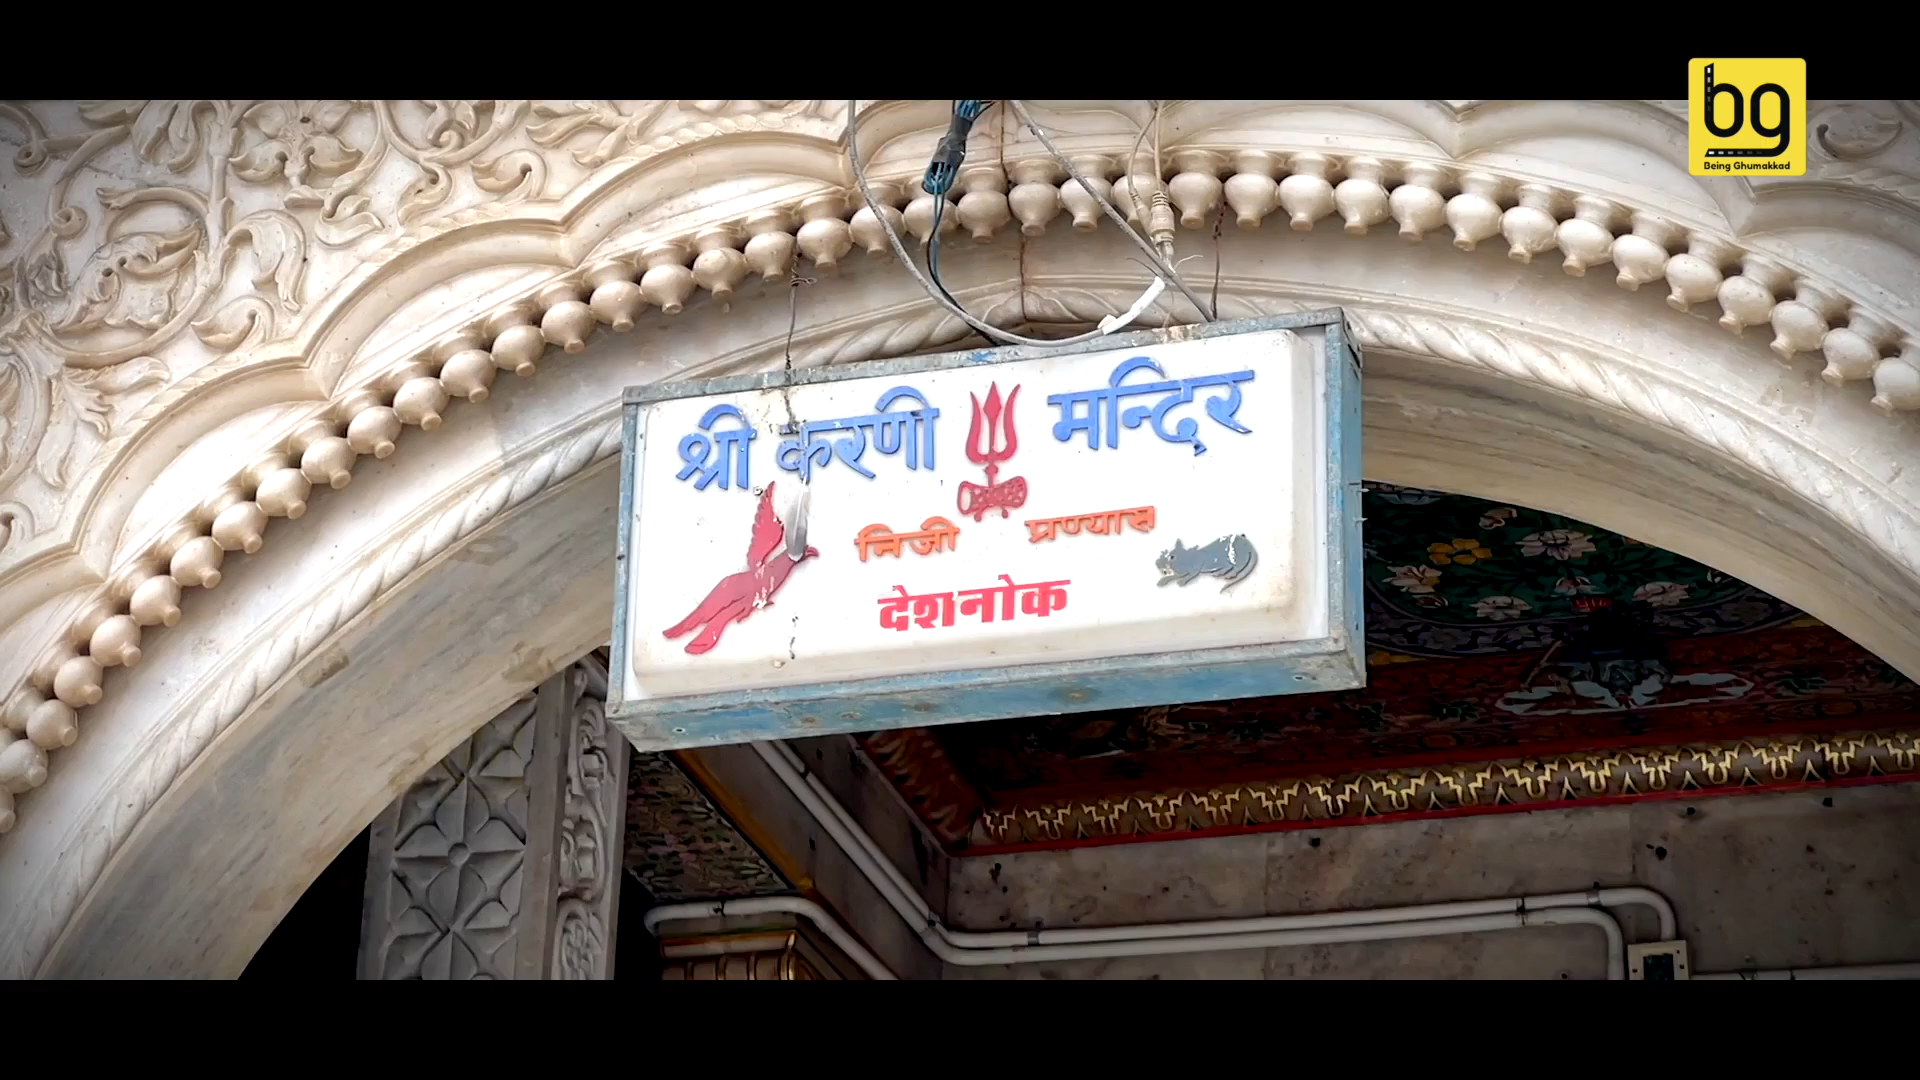 bg
Being Ghumakkad
श्री करणी मन्दिर
निजी प्रण्यास
देशनोक